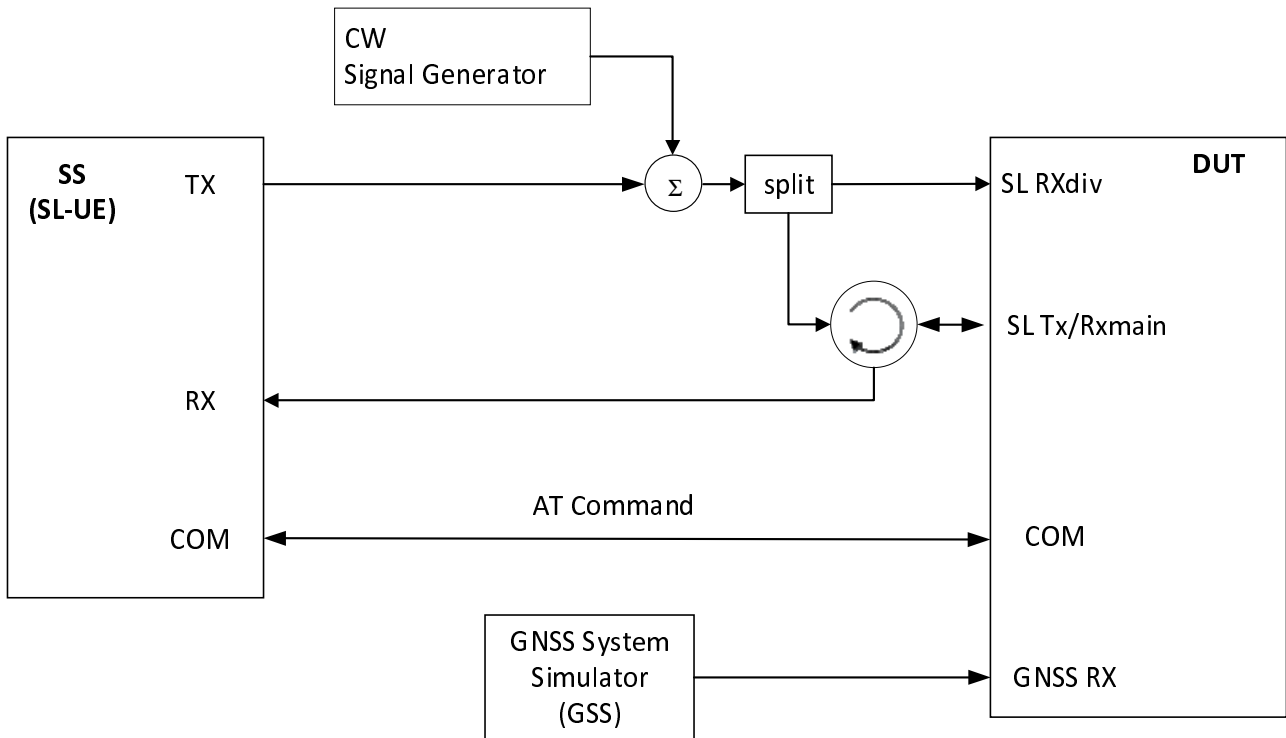 CW
Signal Generator
SS
(SL-UE)
TX
Σ
split
SL RXdiv
DUT
SL Tx/Rxmain
RX
AT Command
COM
COM
GNSS System
Simulator
(GSS)
GNSS RX